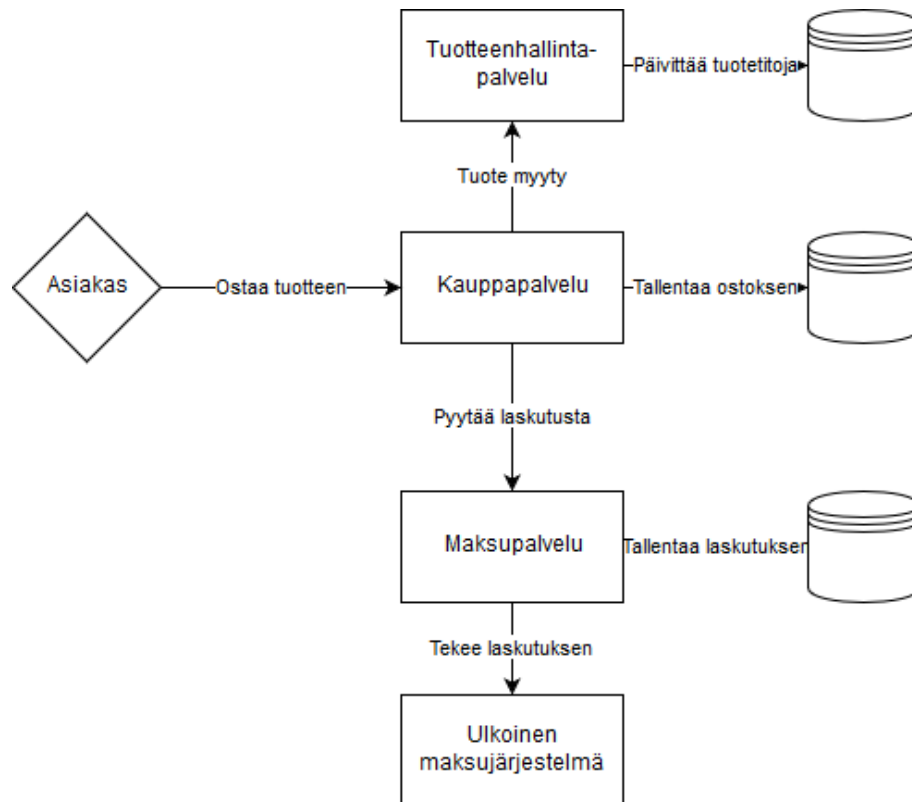 Tuotteenhallinta-
palvelu
Päivittää tuotetitoja
Tuote myyty
Asiakas
Ostaa tuotteen
Kauppapalvelu
Tallentaa ostoksen
Pyytää laskutusta
Maksupalvelu
Tallentaa laskutuksen
Tekee laskutuksen
Ulkoinen
maksujärjestelmä